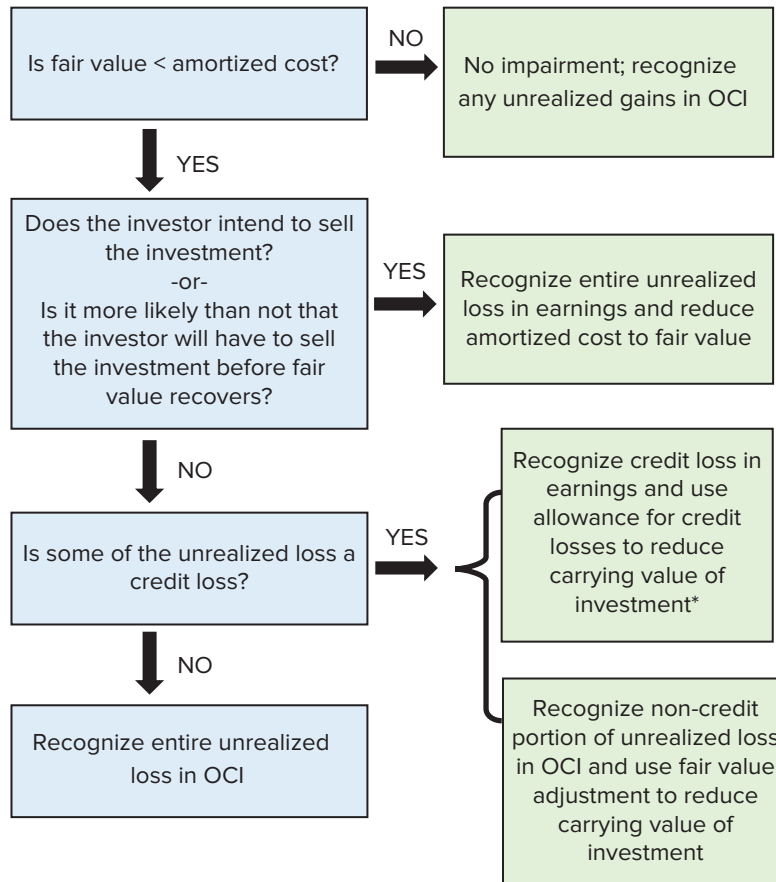 Is fair value < amortized cost?
NO
No impairment; recognize
any unrealized gains in OCI
YES
Does the investor intend to sell
the investment?
-or-
Is it more likely than not that
the investor will have to sell
the investment before fair
value recovers?
YES
Recognize entire unrealized
loss in earnings and reduce
amortized cost to fair value
NO
Is some of the unrealized loss a
credit loss?
YES
Recognize credit loss in
earnings and use
allowance for credit
losses to reduce
carrying value of
investment*
NO
Recognize entire unrealized
loss in OCI
Recognize non-credit
portion of unrealized loss
in OCI and use fair value
adjustment to reduce
carrying value of
investment